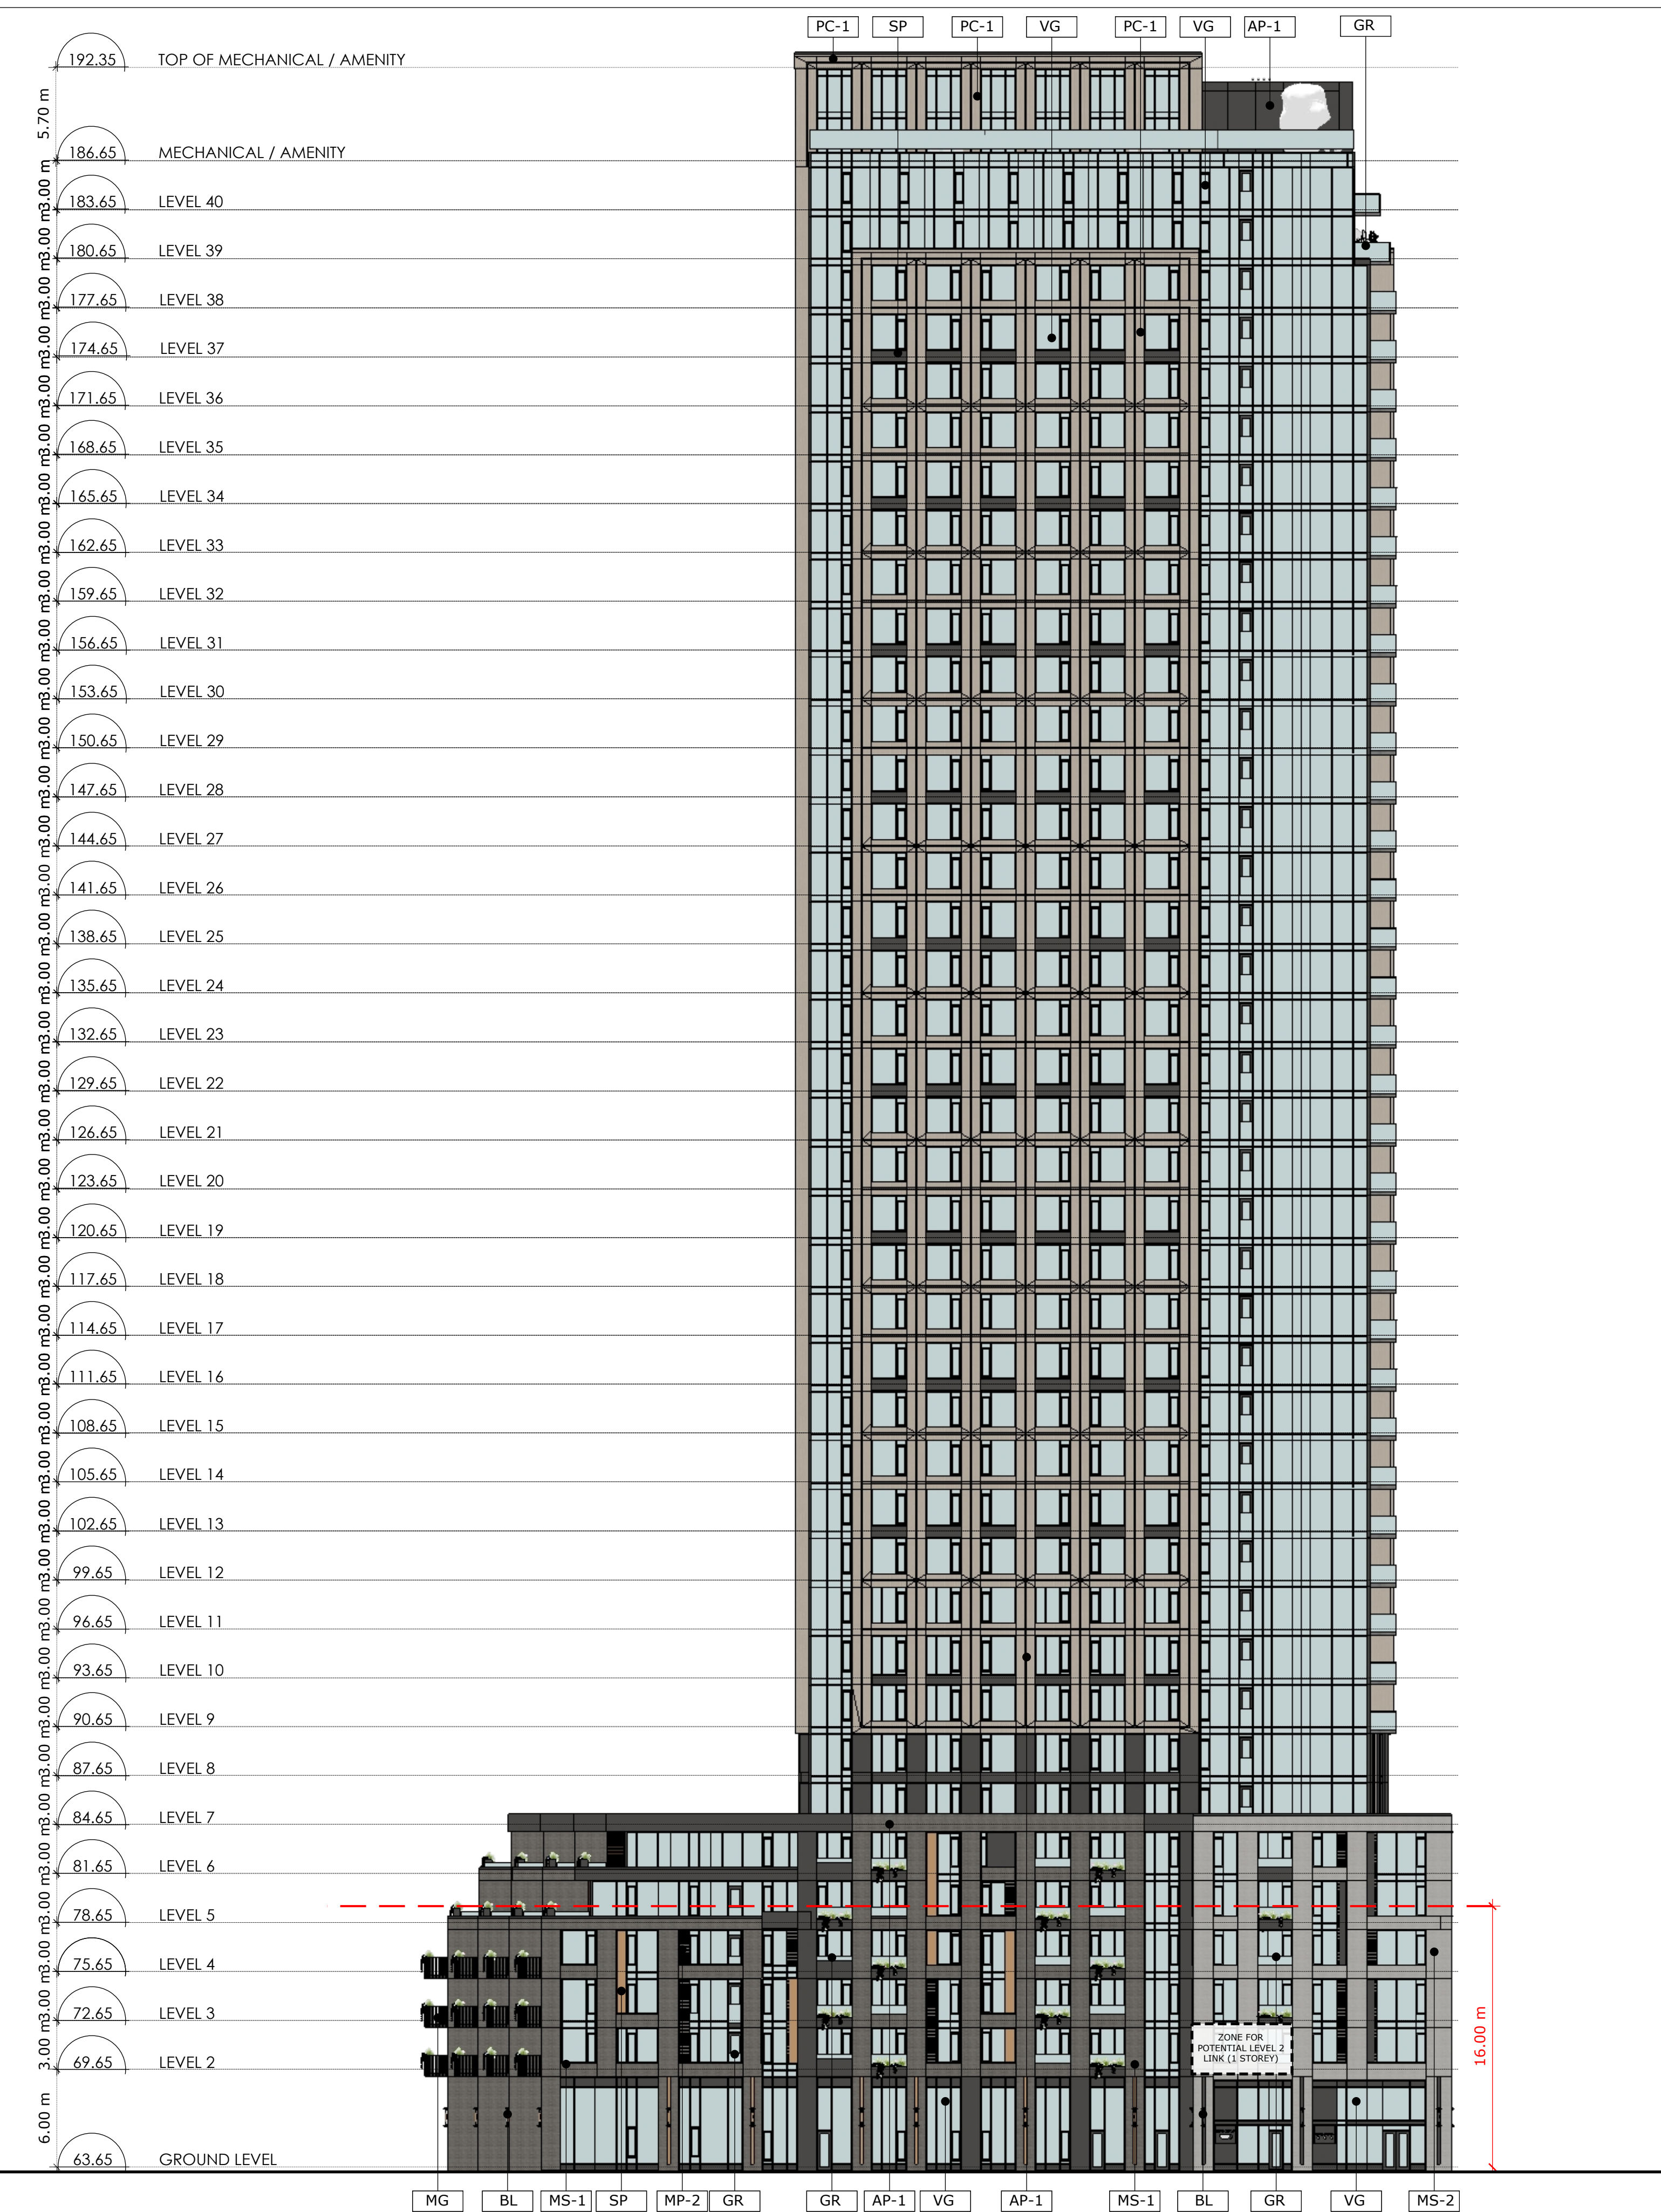 PC-1 SP PC-1 VG PC-1 VG AP-1 GR
192.35 TOP OF MECHANICAL / AMENITY
5.70 m
186.65 MECHANICAL / AMENITY
3.00 m
183.65 LEVEL 40
3.00 m
180.65 LEVEL 39
3.00 m
177.65 LEVEL 38
3.00 m
174.65 LEVEL 37
3.00 m
171.65 LEVEL 36
3.00 m
168.65 LEVEL 35
3.00 m
165.65 LEVEL 34
3.00 m
162.65 LEVEL 33
3.00 m
159.65 LEVEL 32
3.00 m
156.65 LEVEL 31
3.00 m
153.65 LEVEL 30
3.00 m
150.65 LEVEL 29
3.00 m
147.65 LEVEL 28
3.00 m
144.65 LEVEL 27
3.00 m
141.65 LEVEL 26
3.00 m
138.65 LEVEL 25
3.00 m
135.65 LEVEL 24
3.00 m
132.65 LEVEL 23
3.00 m
129.65 LEVEL 22
3.00 m
126.65 LEVEL 21
3.00 m
123.65 LEVEL 20
3.00 m
120.65 LEVEL 19
3.00 m
117.65 LEVEL 18
3.00 m
114.65 LEVEL 17
3.00 m
111.65 LEVEL 16
3.00 m
108.65 LEVEL 15
3.00 m
105.65 LEVEL 14
3.00 m
102.65 LEVEL 13
3.00 m
99.65 LEVEL 12
3.00 m
96.65 LEVEL 11
3.00 m
93.65 LEVEL 10
3.00 m
90.65 LEVEL 9
3.00 m
87.65 LEVEL 8
3.00 m
84.65 LEVEL 7
3.00 m
81.65 LEVEL 6
3.00 m
78.65 LEVEL 5
3.00 m
75.65 LEVEL 4
3.00 m
72.65 LEVEL 3
3.00 m
69.65 LEVEL 2
6.00 m
63.65 GROUND LEVEL
ZONE FOR
POTENTIAL LEVEL 2
LINK (1 STOREY)
16.00 m
MG BL MS-1 SP MP-2 GR GR AP-1 VG AP-1 MS-1 BL GR VG MS-2